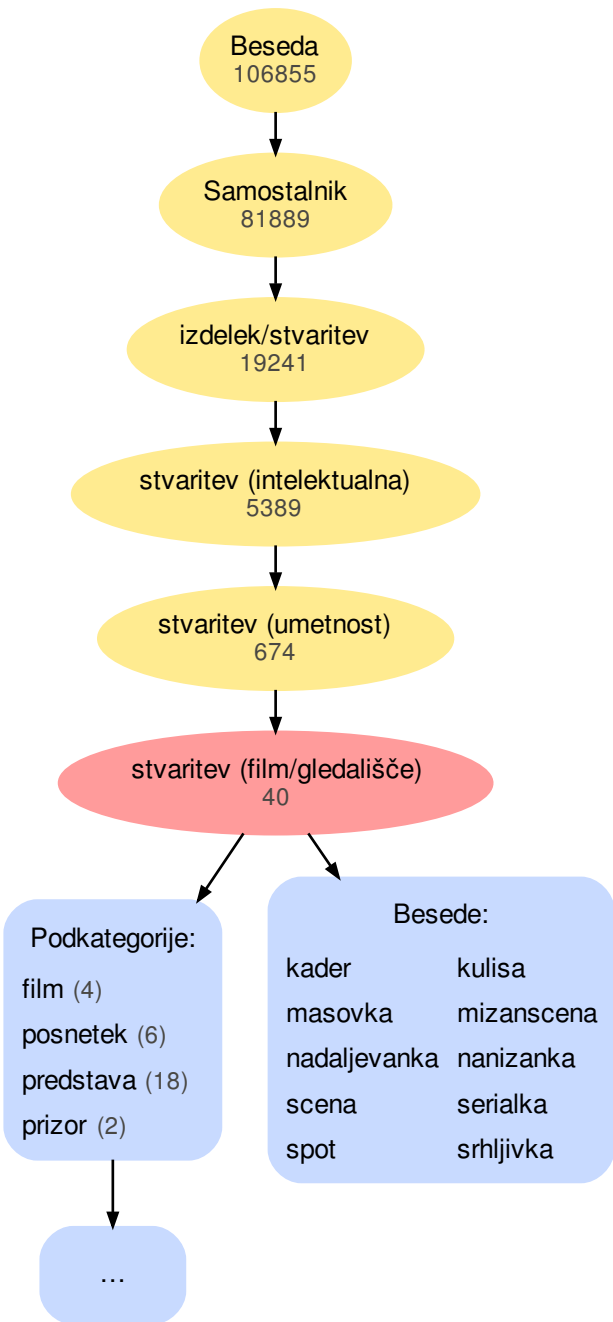 Beseda
106855
Samostalnik
81889
izdelek/stvaritev
19241
stvaritev (intelektualna)
5389
stvaritev (umetnost)
674
stvaritev (film/gledališče)
40
Podkategorije:
film (4)
posnetek (6)
predstava (18)
prizor (2)
...
Besede:
kader kulisa
masovka mizanscena
nadaljevanka nanizanka
scena serialka
spot srhljivka